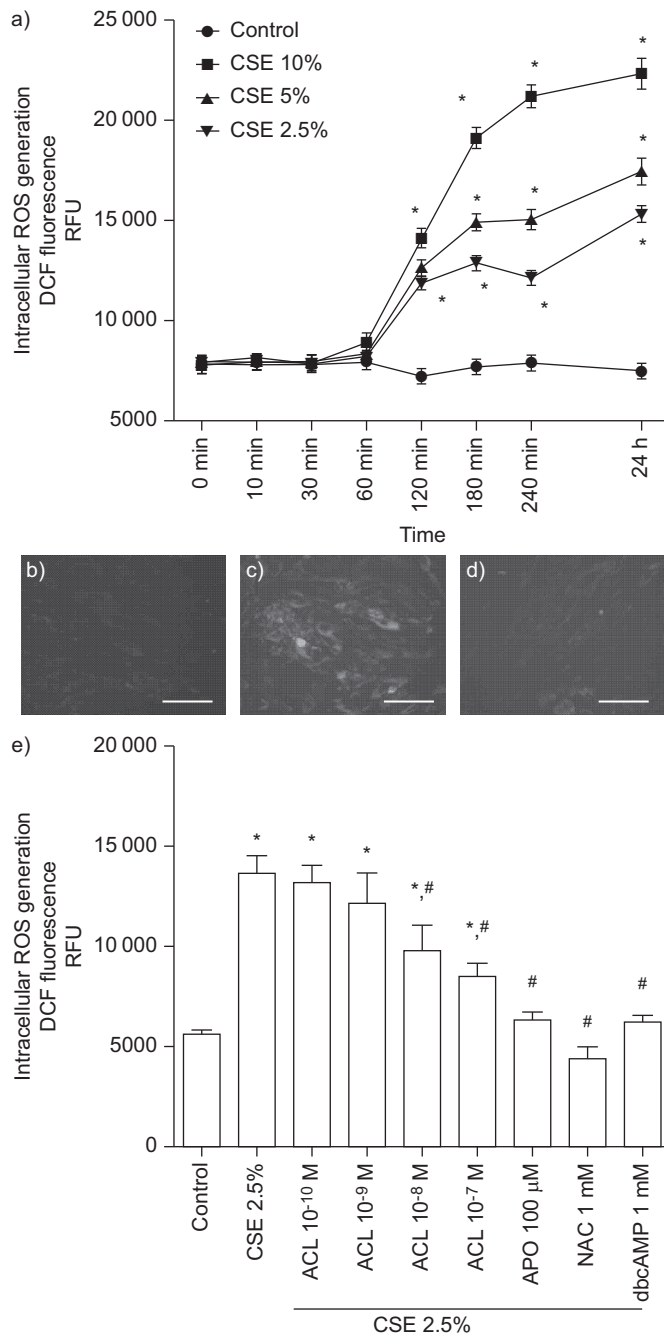 a)
25 000
20 000
15 000
10 000
5000
Intracellular ROS generation
DCF fluorescence
RFU
Control
CSE 10%
CSE 5%
CSE 2.5%
* * * * * * * * * * * *
0 min
10 min
30 min
60 min
120 min
180 min
240 min
24 h
Time
b)
c)
d)
e)
20 000
15 000
10 000
5000
0
Intracellular ROS generation
DCF fluorescence
RFU
*
*
*
*,#
*,#
#
#
#
Control
CSE 2.5%
ACL 10⁻¹⁰ M
ACL 10⁻⁹ M
ACL 10⁻⁸ M
ACL 10⁻⁷ M
APO 100 µM
NAC 1 mM
dbcAMP 1 mM
CSE 2.5%